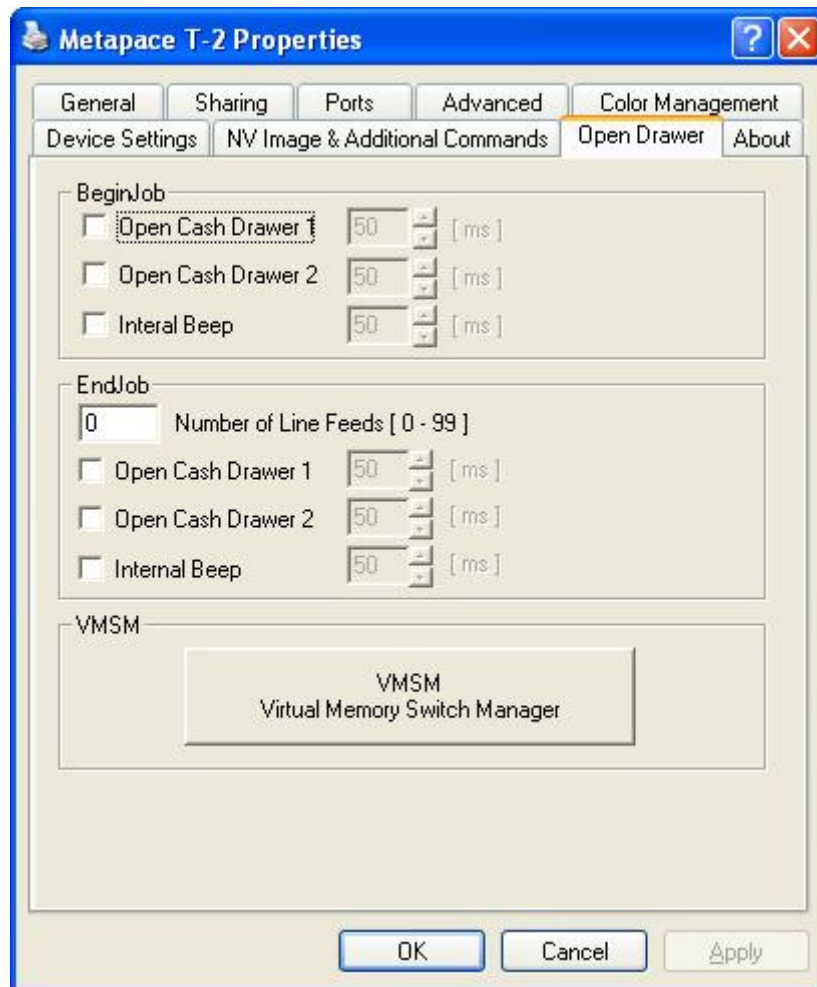 Metapace T-2 Properties
General Sharing Ports Advanced Color Management
Device Settings NV Image & Additional Commands Open Drawer About
BeginJob
Open Cash Drawer 1 50 [ ms ]
Open Cash Drawer 2 50 [ ms ]
Interal Beep 50 [ ms ]
EndJob
0 Number of Line Feeds [ 0 - 99 ]
Open Cash Drawer 1 50 [ ms ]
Open Cash Drawer 2 50 [ ms ]
Internal Beep 50 [ ms ]
VMSM
VMSM
Virtual Memory Switch Manager
OK Cancel Apply